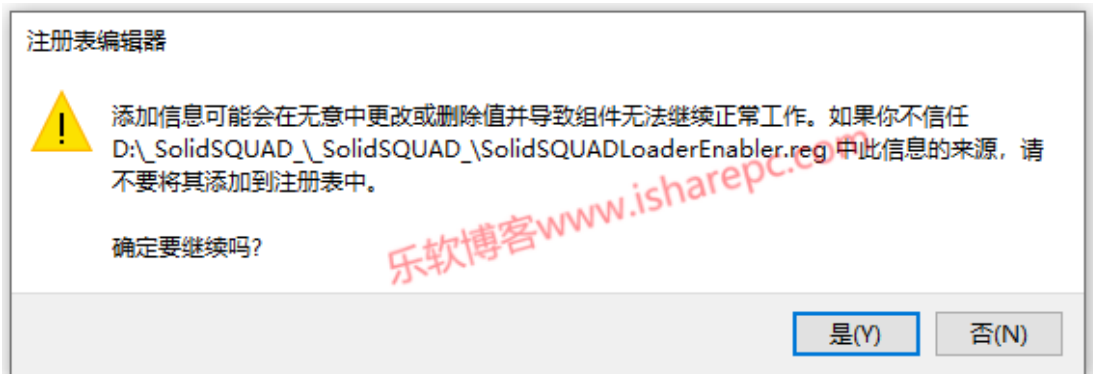 注册表编辑器
添加信息可能会在无意中更改或删除值并导致组件无法继续正常工作。如果你不信任
D:\_SolidSQUAD_\_SolidSQUAD_\SolidSQUADLoaderEnabler.reg 中此信息的来源，请
不要将其添加到注册表中。
确定要继续吗?
乐软博客www.isharepc.com
是(Y)
否(N)